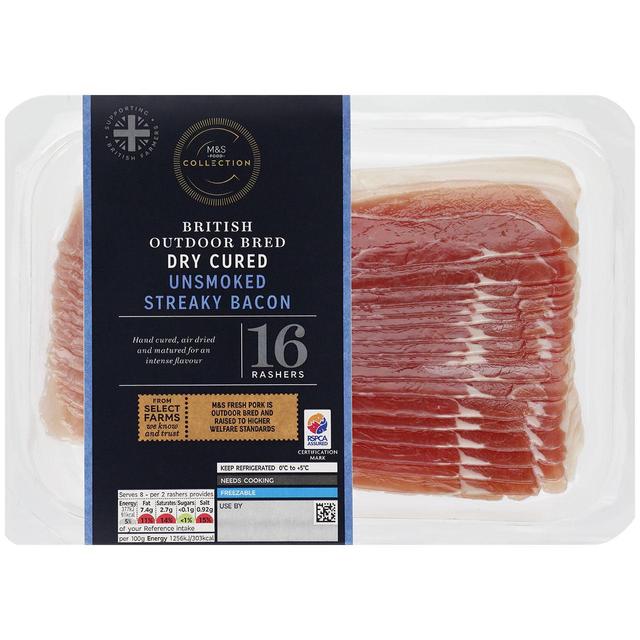 SUPPORTING
BRITISH FARMERS
M&S
FOOD
COLLECTION
BRITISH
OUTDOOR BRED
DRY CURED
UNSMOKED
STREAKY BACON
Hand cured, air dried
and matured for an
intense flavour
16
RASHERS
FROM
SELECT
FARMS
we know
and trust
M&S FRESH PORK IS
OUTDOOR BRED AND
RAISED TO HIGHER
WELFARE STANDARDS
RSPCA
ASSURED
CERTIFICATION
MARK
KEEP REFRIGERATED 0°C to +5°C
NEEDS COOKING
FREEZABLE
USE BY
Serves 8 - per 2 rashers provides
Energy Fat Saturates Sugars Salt
377kJ 7.4g 2.7g <0.1g 0.92g
91kcal
5% 11% 14% <1% 15%
of your Reference intake
per 100g Energy 1256kJ/303kcal